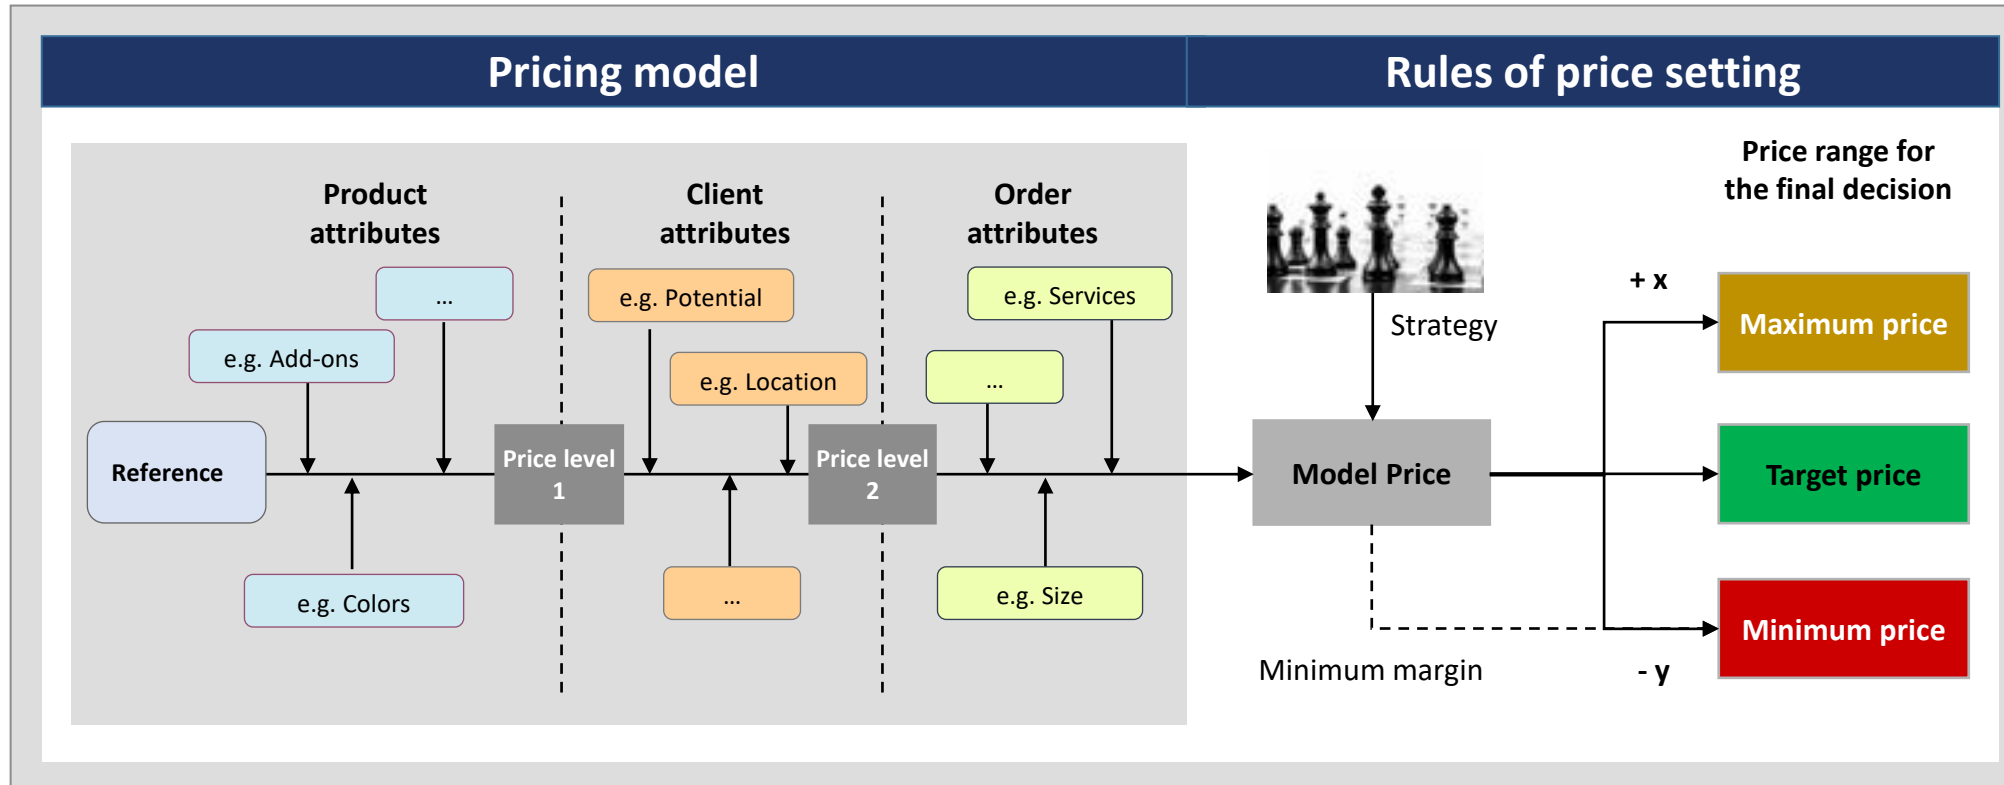 Pricing model
Rules of price setting
Product
attributes
Client
attributes
Order
attributes
...
e.g. Add-ons
e.g. Potential
e.g. Location
e.g. Services
...
Reference
Price level
1
Price level
2
e.g. Colors
...
e.g. Size
Strategy
Model Price
Minimum margin
Price range for
the final decision
+ x
Maximum price
Target price
Minimum price
- y